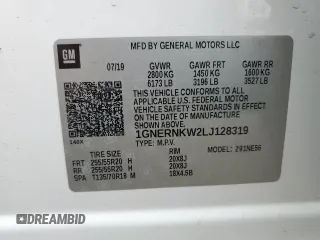 GM
MFD BY GENERAL MOTORS LLC
07/19 GVWR GAWR FRT GAWR RR
2800 KG 1450 KG 1600 KG
6173 LB 3196 LB 3527 LB
THIS VEHICLE CONFORMS TO ALL APPLICABLE
U.S. FEDERAL MOTOR
VEHICLE SAFETY STANDARDS IN EFFECT ON
THE DATE OF MANUFACTURE SHOWN ABOVE.
1GNERNKW2LJ128319
TYPE: M.P.V. MODEL:
TIRE SIZE RIM
FRT 255/55R20 H 20X8J
RR 255/55R20 H 20X8J
SPA T135/70R18 M 18X4.5B